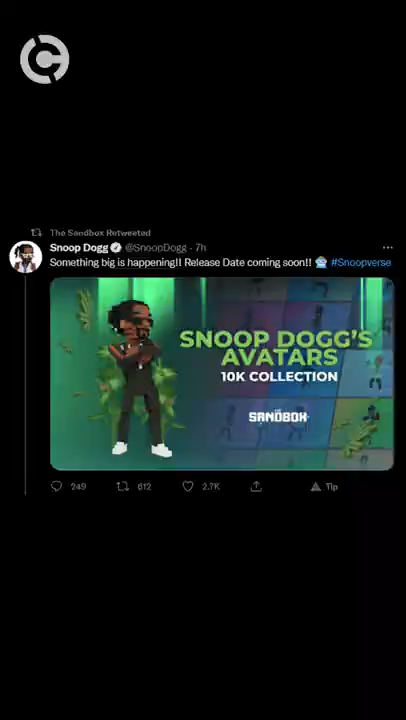 The Sandbox Retweeted
Snoop Dogg @SnoopDogg · 7h
Something big is happening!! Release Date coming soon!! #Snoopverse
SNOOP DOGG'S
AVATARS
10K COLLECTION
THE
SANDBOX
249 612 2.7K Tip